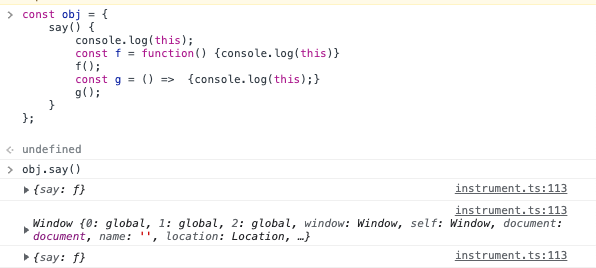 > const obj = {
    say() {
        console.log(this);
        const f = function() {console.log(this)}
        f();
        const g = () =>  {console.log(this);}
        g();
    }
};
undefined
> obj.say()
▶ {say: ƒ} instrument.ts:113
instrument.ts:113
▶ Window {0: global, 1: global, 2: global, window: Window, self: Window, document:
document, name: '', location: Location, …}
▶ {say: ƒ} instrument.ts:113